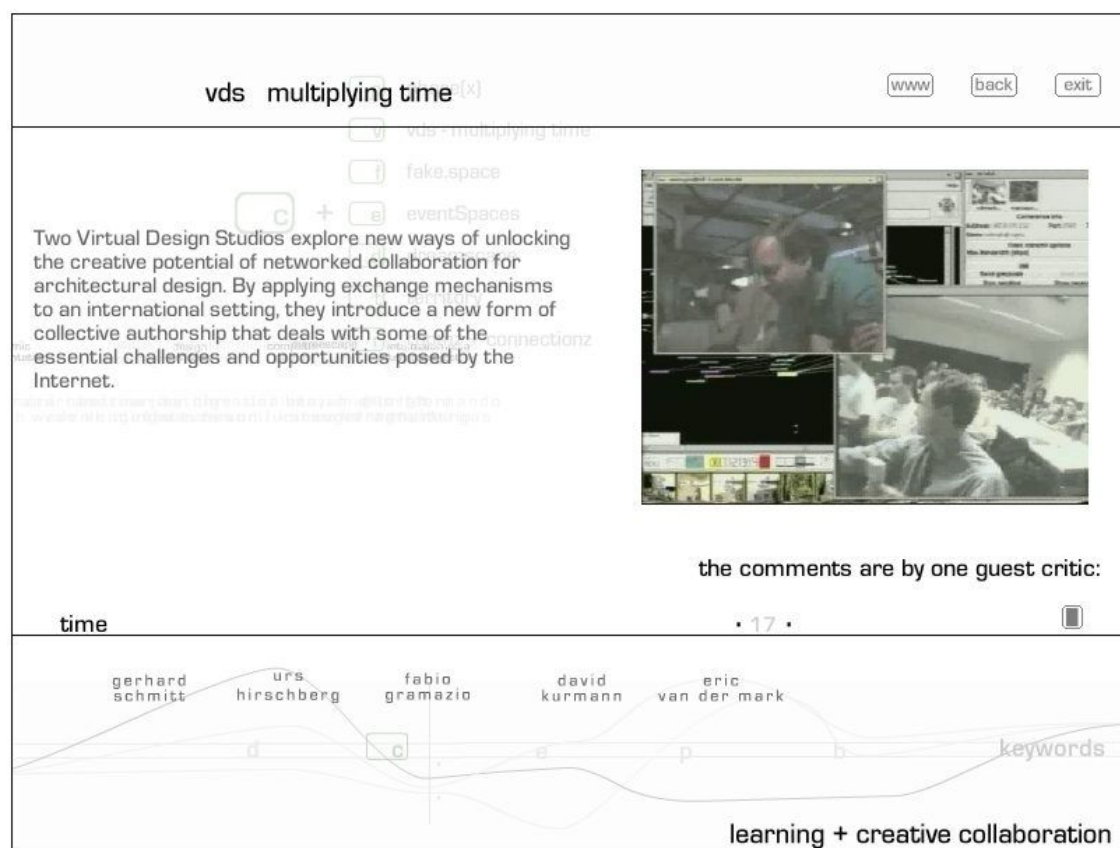 vds multiplying time
www back exit
vds - multiplying time
f fake.space
c + e eventSpaces
Two Virtual Design Studios explore new ways of unlocking
the creative potential of networked collaboration for
architectural design. By applying exchange mechanisms
to an international setting, they introduce a new form of
collective authorship that deals with some of the
essential challenges and opportunities posed by the
Internet.
territory
connectionz
the comments are by one guest critic:
time
• 17 •
gerhard schmitt
urs hirschberg
fabio gramazio
david kurmann
eric van der mark
d c e p b keywords
learning + creative collaboration